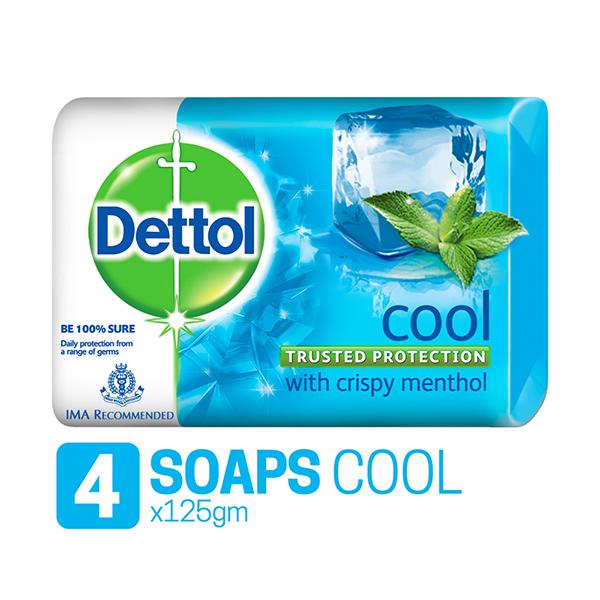 Dettol
BE 100% SURE
Daily protection from
a range of germs
IMA RECOMMENDED
cool
TRUSTED PROTECTION
with crispy menthol
4 SOAPS COOL
x125gm